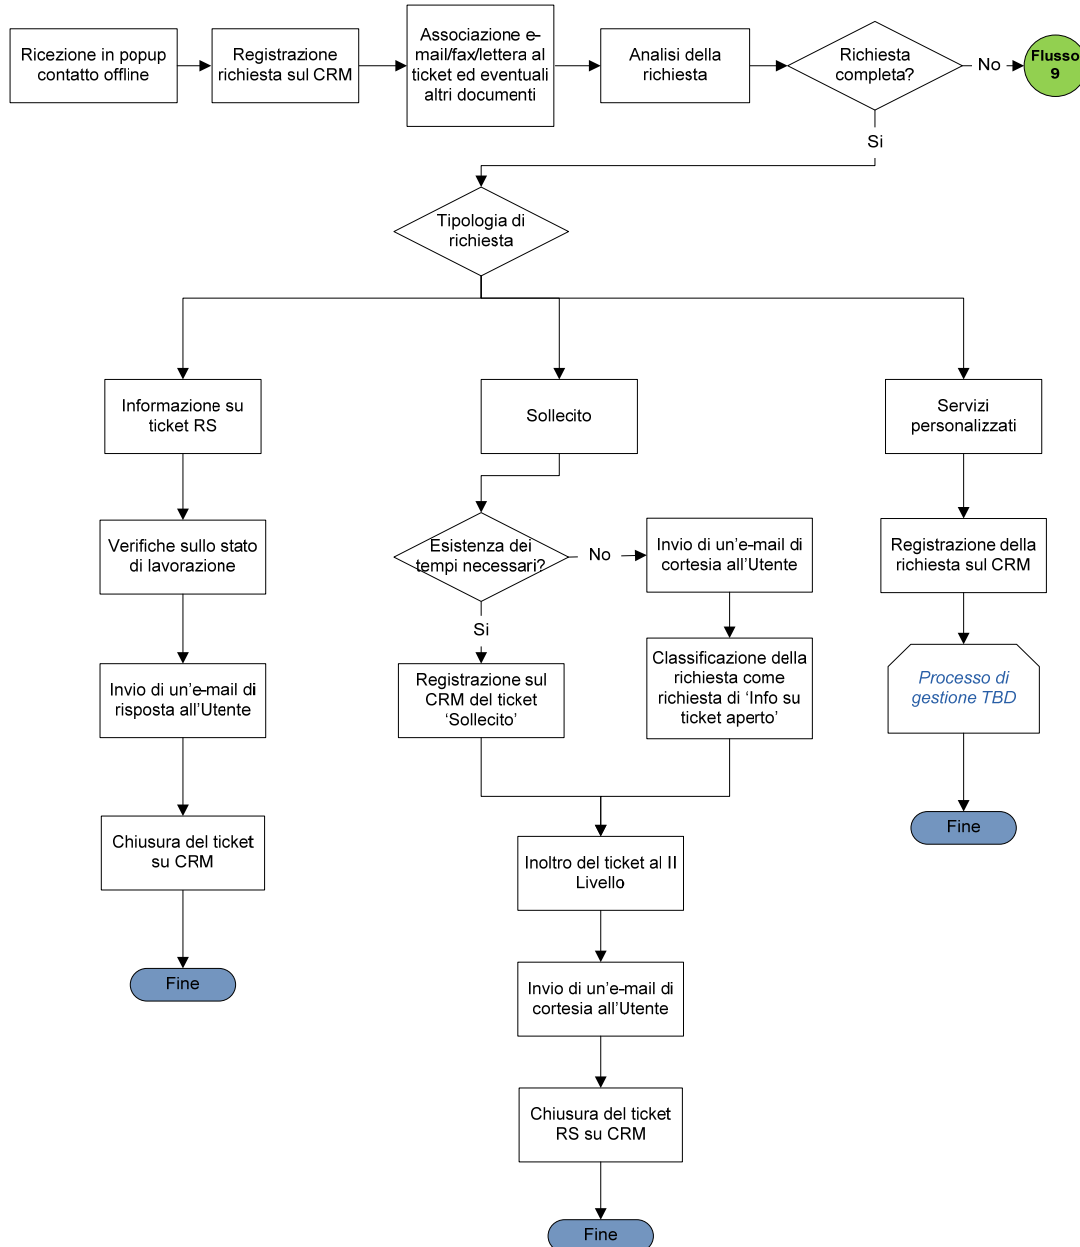 Ricezione in popup
contatto offline
Registrazione
richiesta sul CRM
Associazione e-
mail/fax/lettera al
ticket ed eventuali
altri documenti
Analisi della
richiesta
Richiesta
completa?
No
Flusso
9
Si
Tipologia di
richiesta
Informazione su
ticket RS
Sollecito
Servizi
personalizzati
Verifiche sullo stato
di lavorazione
Esistenza dei
tempi necessari?
No
Invio di un'e-mail di
cortesia all'Utente
Registrazione della
richiesta sul CRM
Si
Invio di un'e-mail di
risposta all'Utente
Registrazione sul
CRM del ticket
‘Sollecito’
Classificazione della
richiesta come
richiesta di ‘Info su
ticket aperto’
Processo di
gestione TBD
Chiusura del ticket
su CRM
Inoltro del ticket al II
Livello
Fine
Fine
Invio di un'e-mail di
cortesia all'Utente
Chiusura del ticket
RS su CRM
Fine